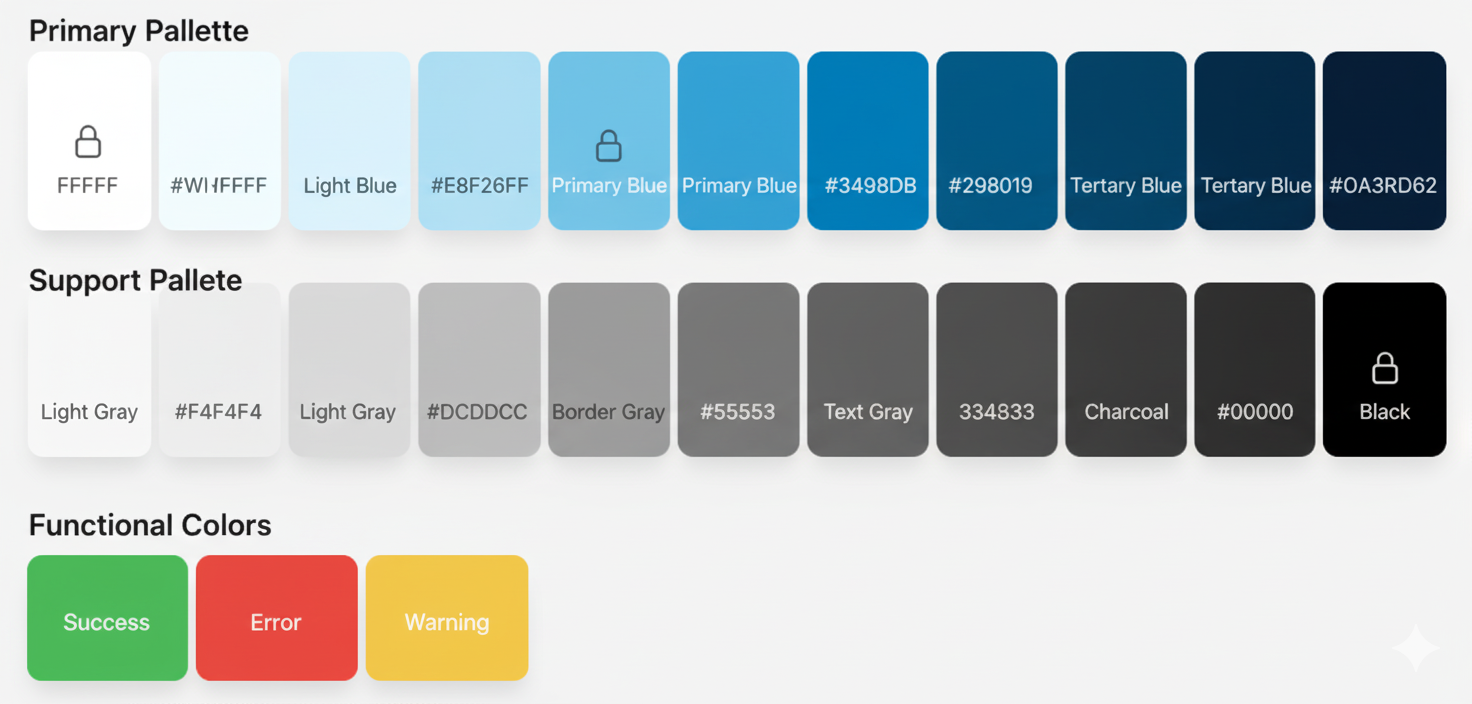 Primary Pallette
FFFFF
Light Blue
#E8F26FF
Primary Blue
Primary Blue
#3498DB
#298019
Tertary Blue
Tertary Blue
#0A3RD62
Support Pallete
Light Gray
#F4F4F4
Light Gray
#DCDDCC
Border Gray
#55553
Text Gray
334833
Charcoal
#00000
Black
Functional Colors
Success
Error
Warning